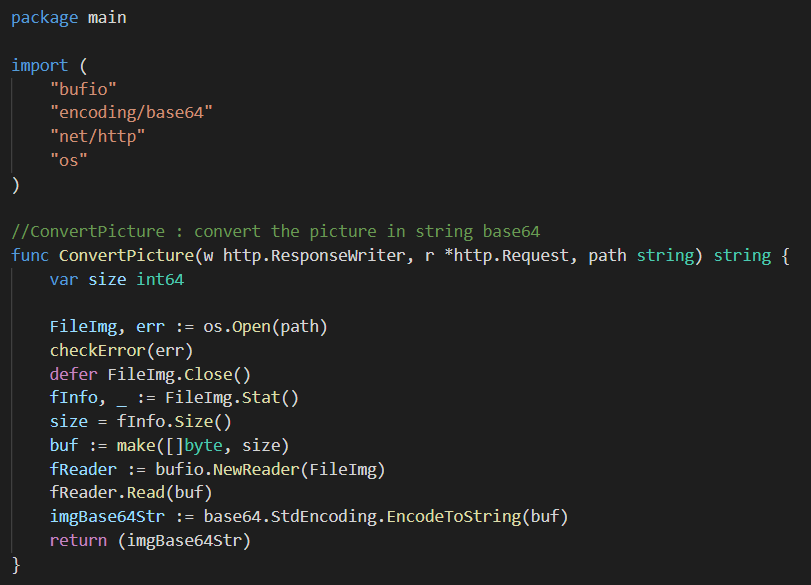 package main
import (
"bufio"
"encoding/base64"
"net/http"
"os"
)
//ConvertPicture : convert the picture in string base64
func ConvertPicture(w http.ResponseWriter, r *http.Request, path string) string {
var size int64
FileImg, err := os.Open(path)
checkError(err)
defer FileImg.Close()
fInfo, _ := FileImg.Stat()
size = fInfo.Size()
buf := make([]byte, size)
fReader := bufio.NewReader(FileImg)
fReader.Read(buf)
imgBase64Str := base64.StdEncoding.EncodeToString(buf)
return (imgBase64Str)
}